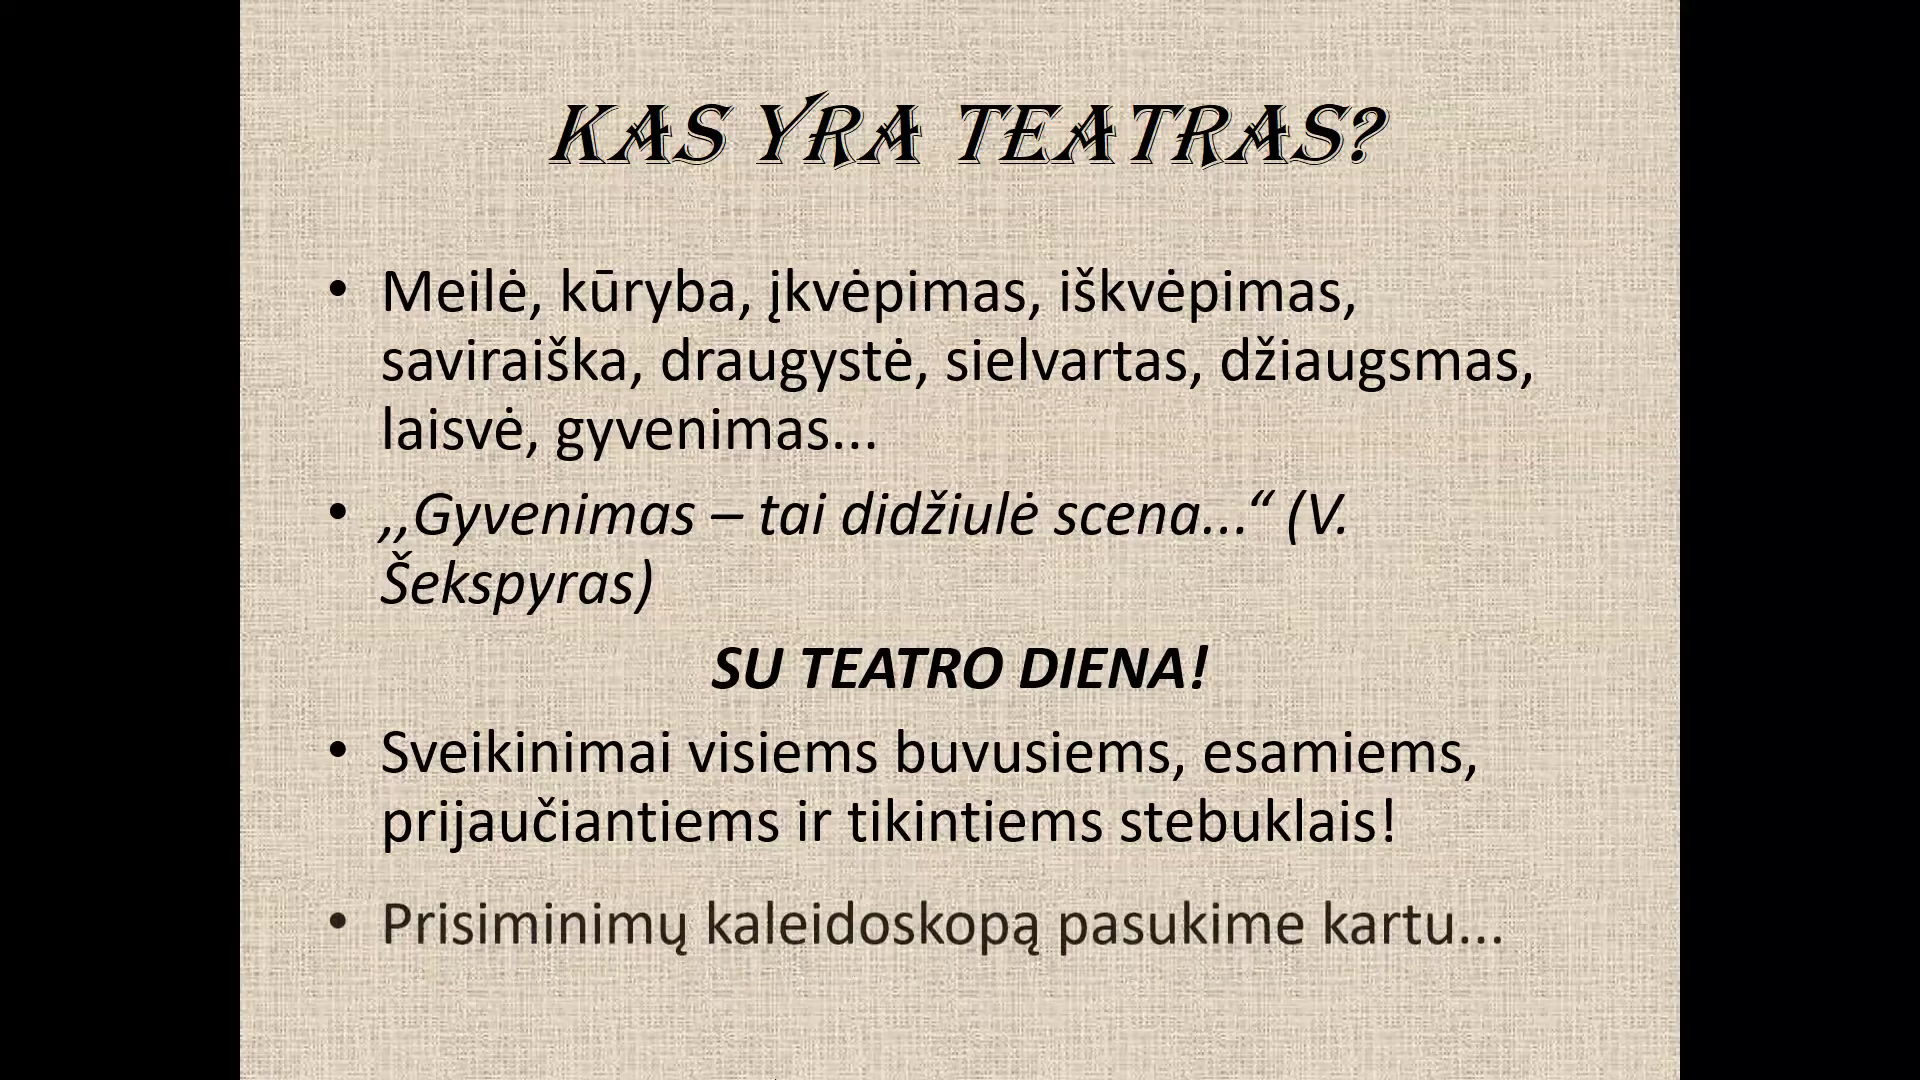 KAS YRA TEATRAS?
• Meilė, kūryba, įkvėpimas, iškvėpimas,
saviraiška, draugystė, sielvartas, džiaugsmas,
laisvė, gyvenimas...
• ,,Gyvenimas – tai didžiulė scena...“ (V.
Šekspyras)
SU TEATRO DIENA!
• Sveikinimai visiems buvusiems, esamiems,
prijaučiantiems ir tikintiems stebuklais!
• Prisiminimų kaleidoskopą pasukime kartu...